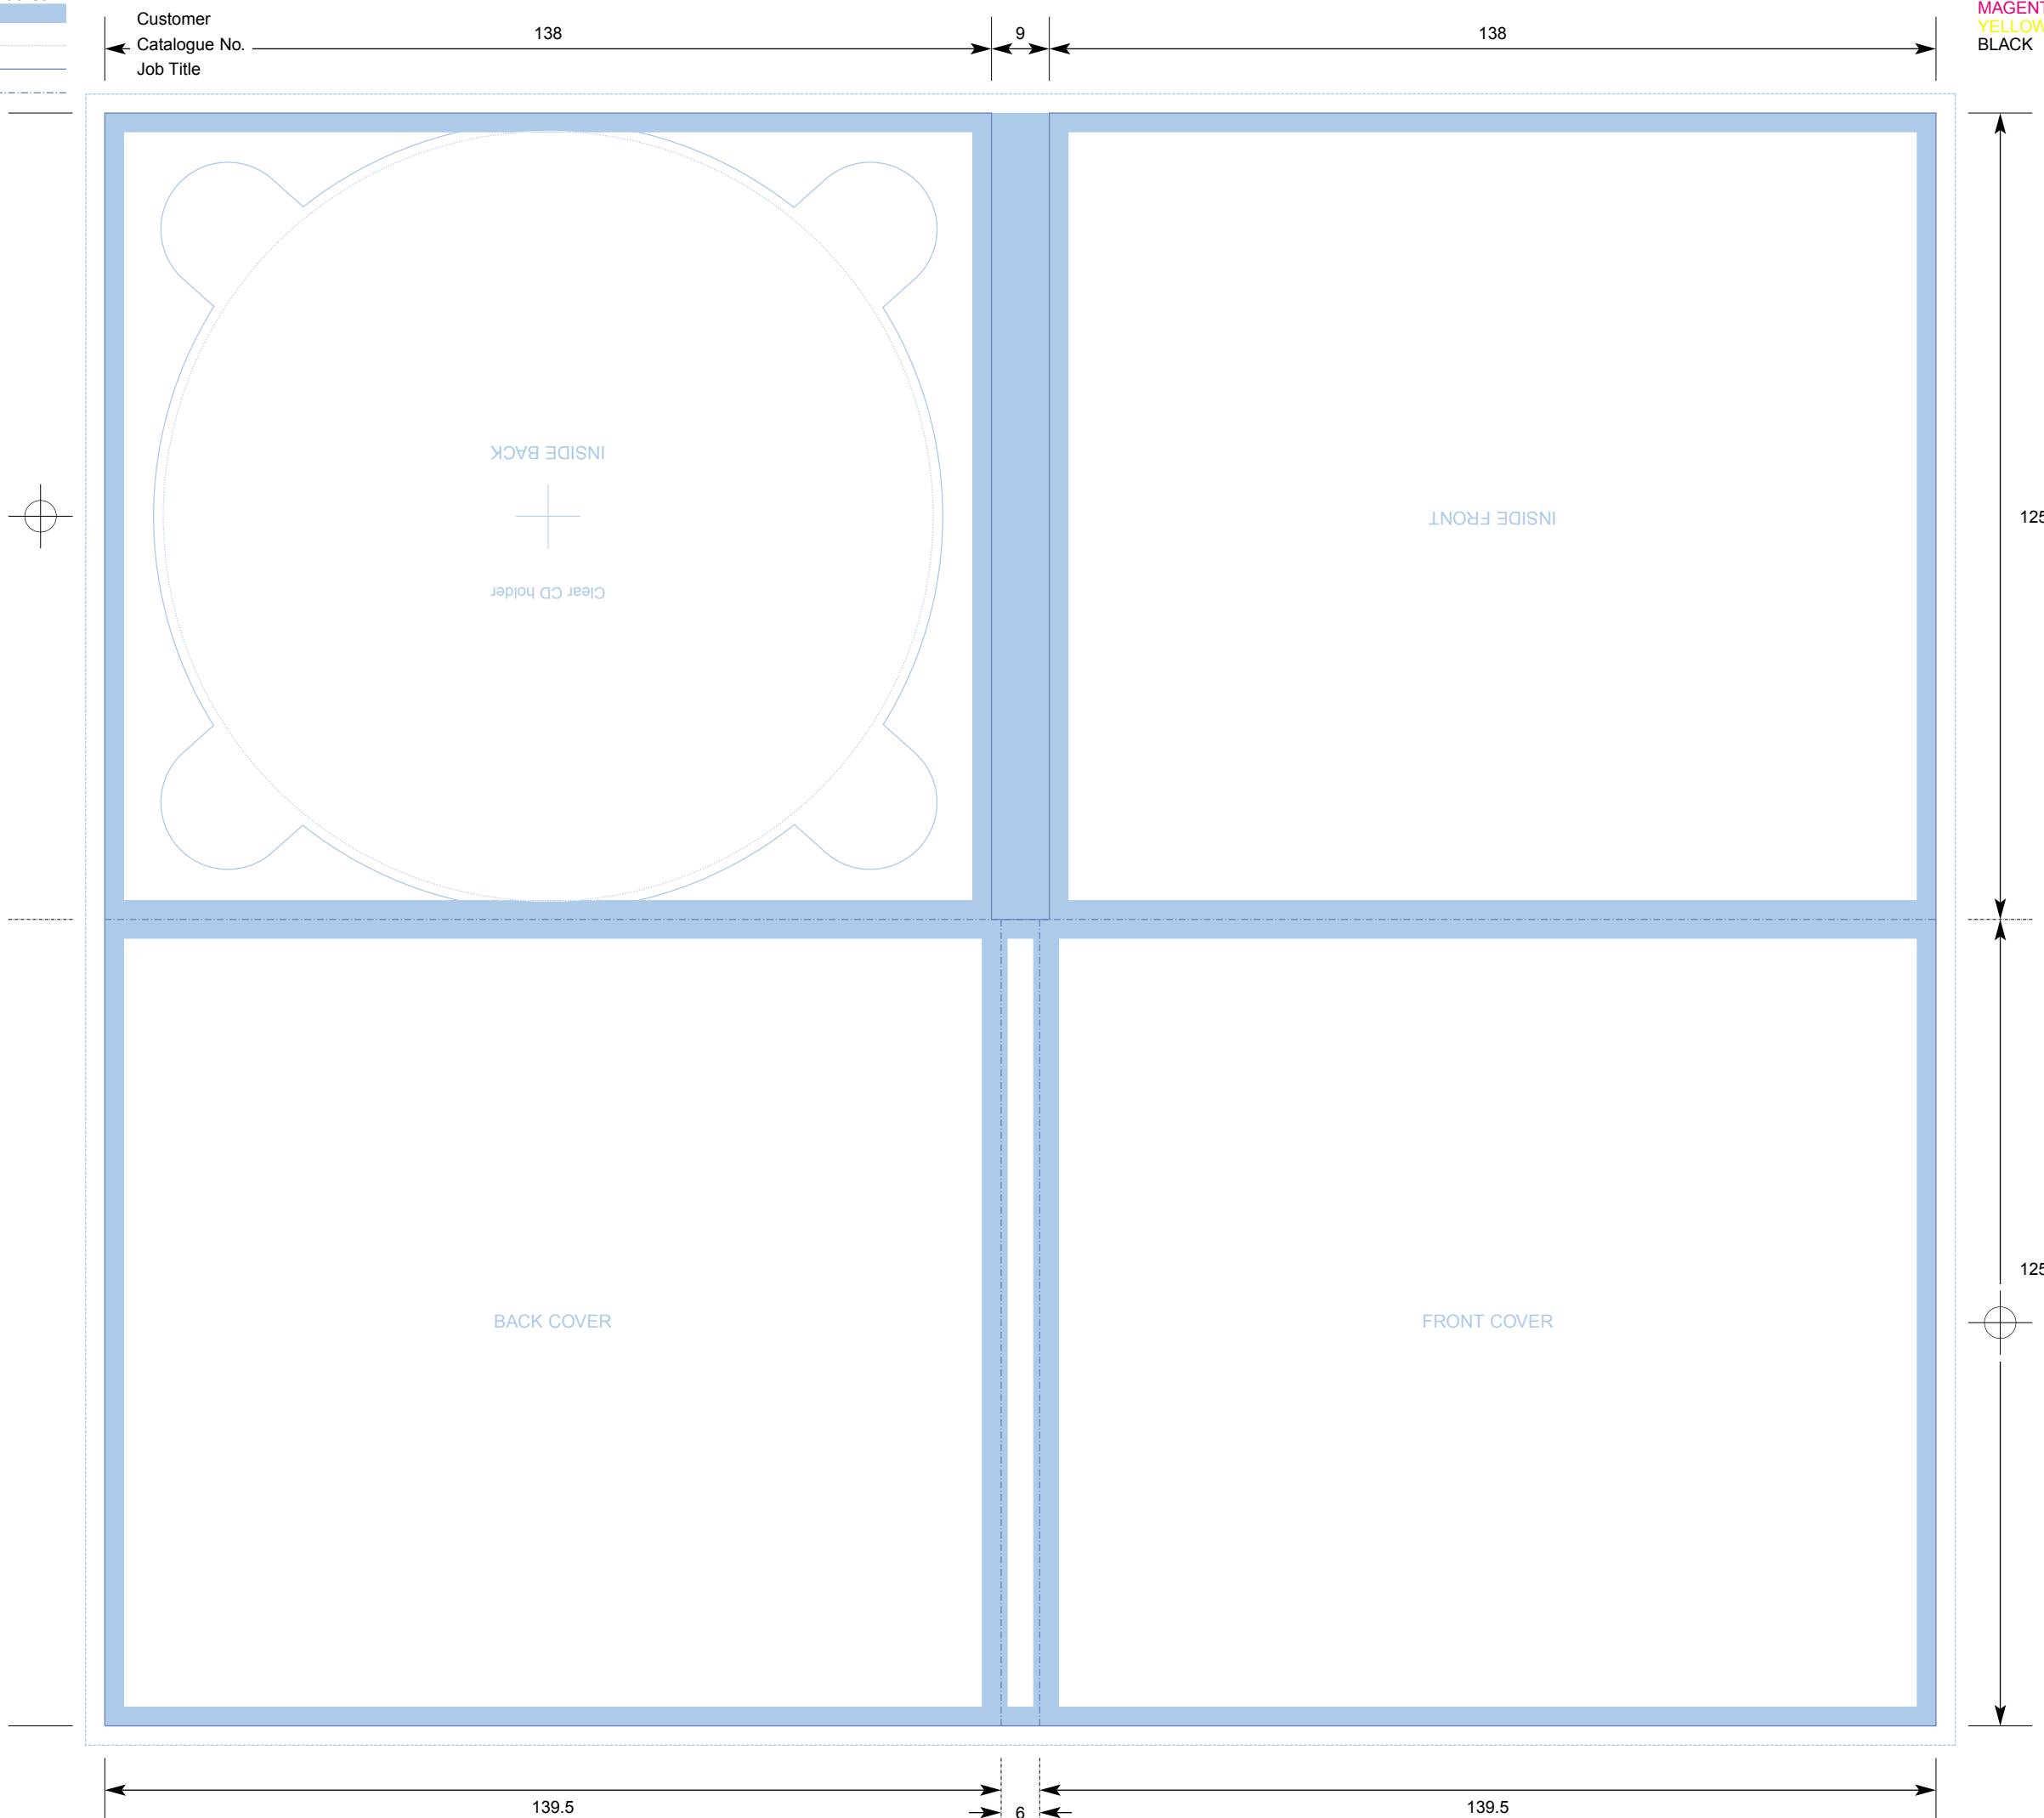 Customer
Catalogue No.
Job Title
138
9
138
MAGENT
YELLOW
BLACK
INSIDE BACK
Clear CD holder
INSIDE FRONT
125
BACK COVER
FRONT COVER
125
139.5
6
139.5